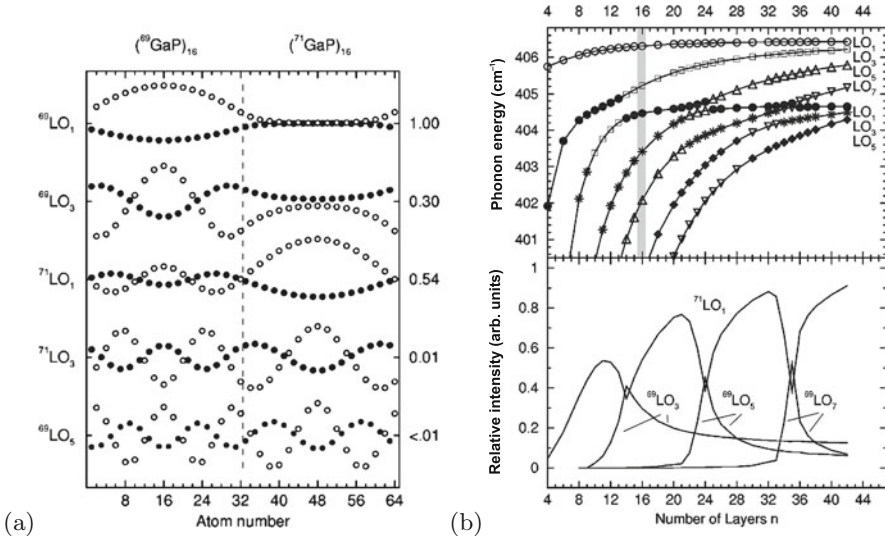 (⁶⁹GaP)₁₆ (⁷¹GaP)₁₆
⁶⁹LO₁ 1.00
⁶⁹LO₃ 0.30
⁷¹LO₁ 0.54
⁷¹LO₃ 0.01
⁶⁹LO₅ <.01
8 16 24 32 40 48 56 64
Atom number
(a)
4 8 12 16 20 24 28 32 36 40 44
Phonon energy (cm⁻¹)
406
405
404
403
402
401
LO₁
LO₃
LO₅
LO₇
LO₁
LO₃
LO₅
Relative intensity (arb. units)
1
0.8
0.6
0.4
0.2
0
⁷¹LO₁
⁶⁹LO₃
⁶⁹LO₅
⁶⁹LO₇
4 8 12 16 20 24 28 32 36 40 44
Number of Layers n
(b)